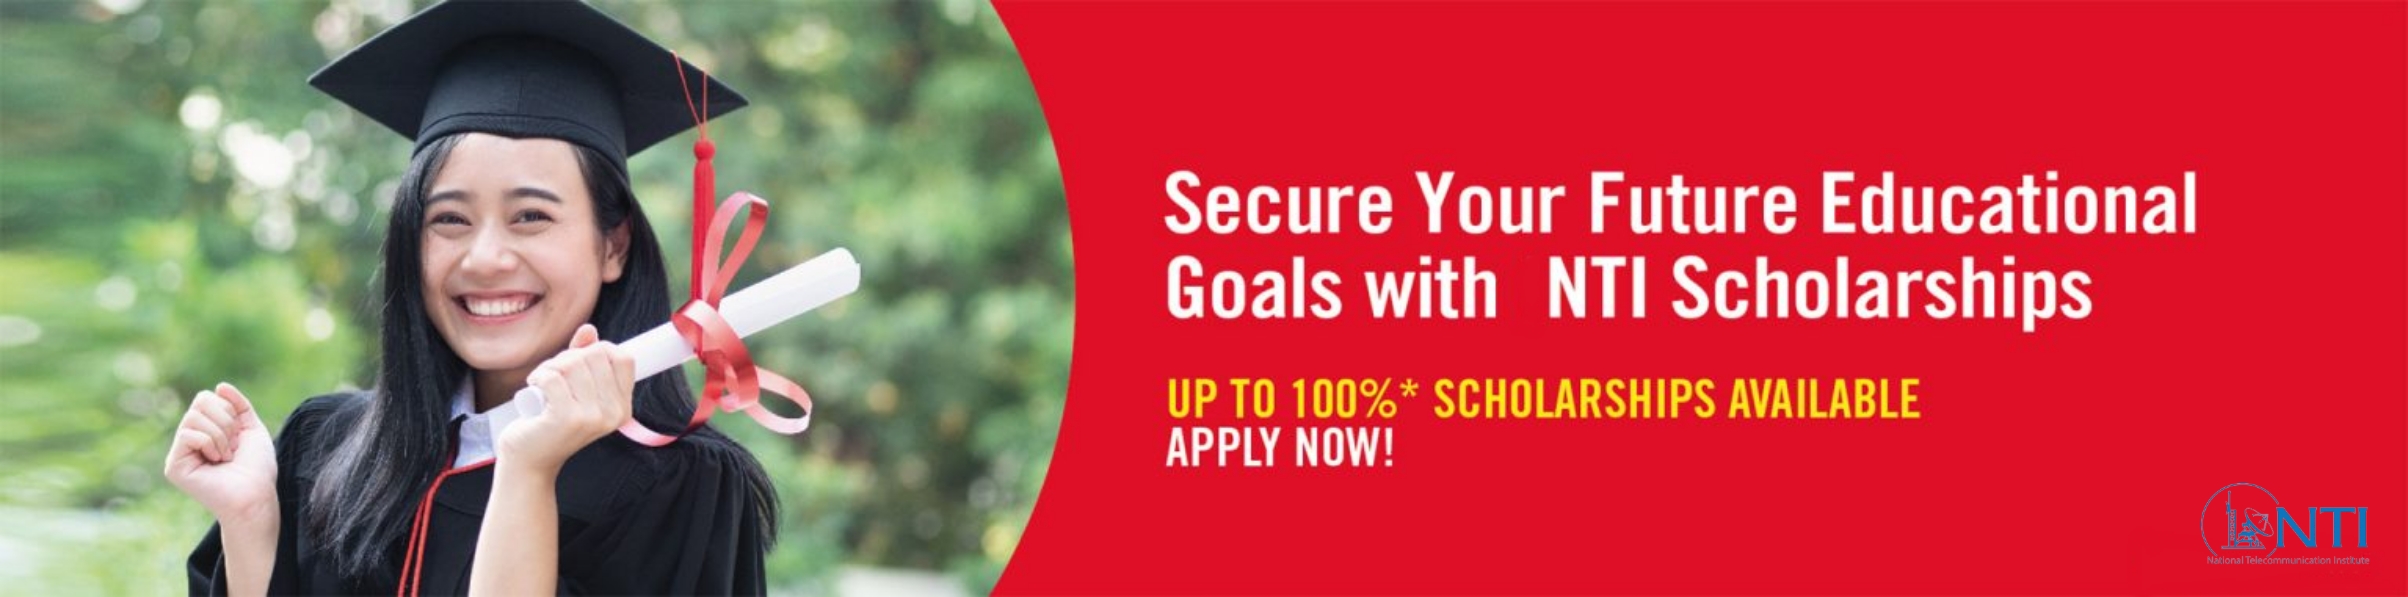 Secure Your Future Educational
Goals with NTI Scholarships
UP TO 100%* SCHOLARSHIPS AVAILABLE
APPLY NOW!
NTI
National Telecommunication Institute